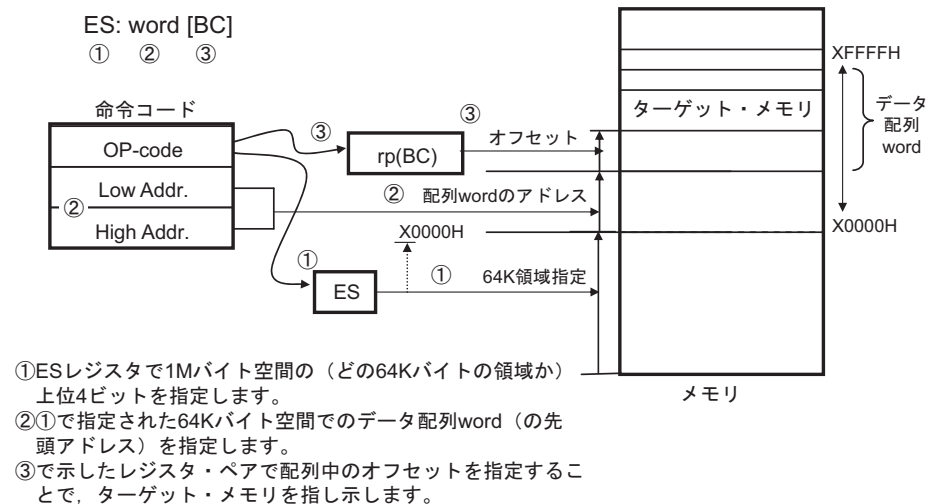 ES: word [BC]
① ② ③
命令コード
OP-code
Low Addr.
②
High Addr.
③
rp(BC)
③
オフセット
② 配列wordのアドレス
X0000H
①
ES
① 64K領域指定
XFFFFH
ターゲット・メモリ
データ
配列
word
X0000H
メモリ
①ESレジスタで1Mバイト空間の（どの64Kバイトの領域か）
上位4ビットを指定します。
②①で指定された64Kバイト空間でのデータ配列word（の先
頭アドレス）を指定します。
③で示したレジスタ・ペアで配列中のオフセットを指定するこ
とで，ターゲット・メモリを指し示します。